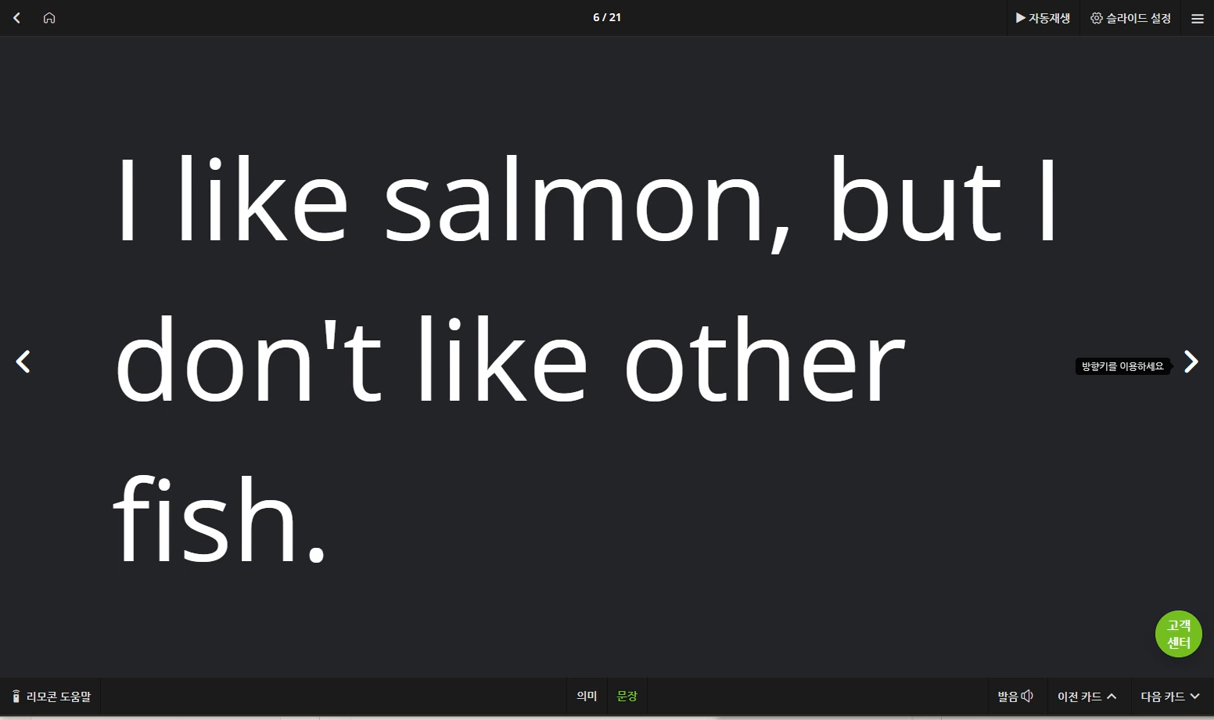 6 / 21
자동재생
슬라이드 설정
I like salmon, but I
don't like other
fish.
방향키를 이용하세요
고객
센터
리모콘 도움말
의미
문장
발음
이전 카드
다음 카드